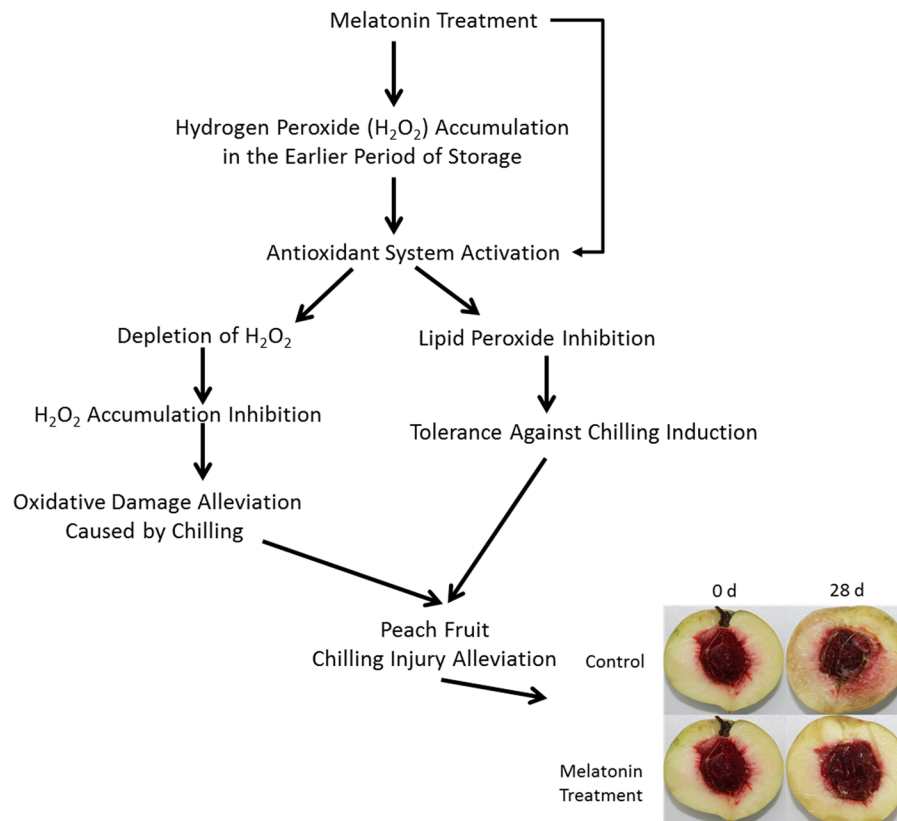 Melatonin Treatment
Hydrogen Peroxide (H₂O₂) Accumulation
in the Earlier Period of Storage
Antioxidant System Activation
Depletion of H₂O₂
Lipid Peroxide Inhibition
H₂O₂ Accumulation Inhibition
Tolerance Against Chilling Induction
Oxidative Damage Alleviation
Caused by Chilling
Peach Fruit
Chilling Injury Alleviation
0 d
28 d
Control
Melatonin
Treatment